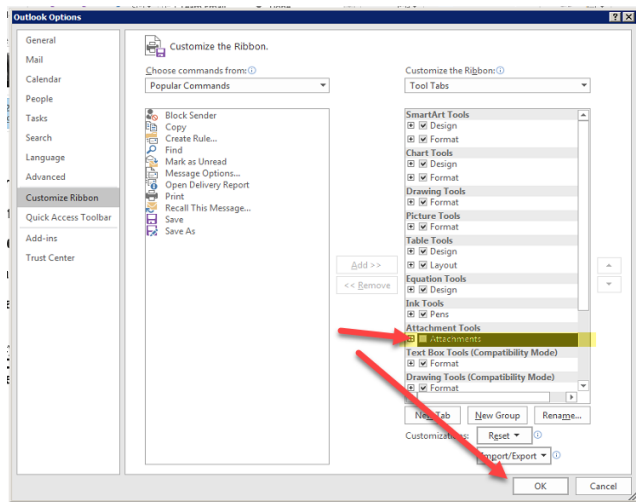 Outlook Options
General
Mail
Calendar
People
Tasks
Search
Language
Advanced
Customize Ribbon
Quick Access Toolbar
Add-ins
Trust Center
Customize the Ribbon.
Choose commands from:
Popular Commands
Block Sender
Copy
Create Rule...
Find
Mark as Unread
Message Options...
Open Delivery Report
Print
Recall This Message...
Save
Save As
Add >>
<< Remove
Customize the Ribbon:
Tool Tabs
SmartArt Tools
Design
Format
Chart Tools
Design
Format
Drawing Tools
Format
Picture Tools
Format
Table Tools
Design
Layout
Equation Tools
Design
Ink Tools
Pens
Attachment Tools
Attachments
Text Box Tools (Compatibility Mode)
Format
Drawing Tools (Compatibility Mode)
Format
New Tab
New Group
Rename...
Customizations:
Reset
Import/Export
OK
Cancel